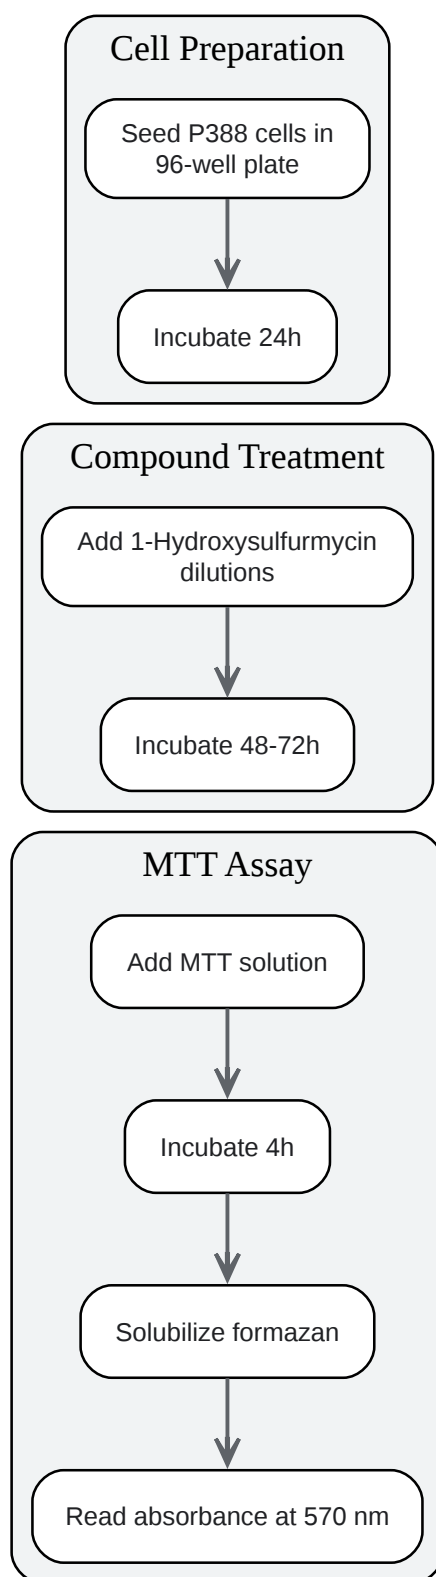 Cell Preparation
Seed P388 cells in
96-well plate
Incubate 24h
Compound Treatment
Add 1-Hydroxysulfurmycin
dilutions
Incubate 48-72h
MTT Assay
Add MTT solution
Incubate 4h
Solubilize formazan
Read absorbance at 570 nm